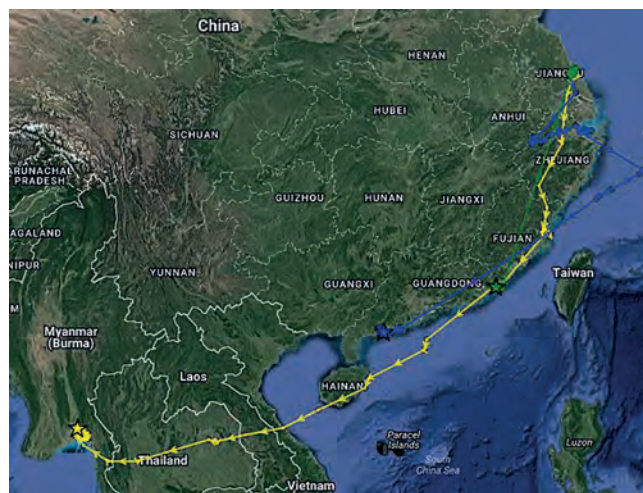 China
HENAN
JIANGSU
ANHUI
HUBEI
SICHUAN
ZHEJIANG
ARUNACHAL
PRADESH
GUIZHOU
HUNAN
JIANGXI
AGALAND
FUJIAN
NIPUR
YUNNAN
GUANGXI
GUANGDONG
Taiwan
M
Myanmar
(Burma)
Laos
HAINAN
Paracel
Islands
Luzon
Thailand
South
China Sea
Vietnam